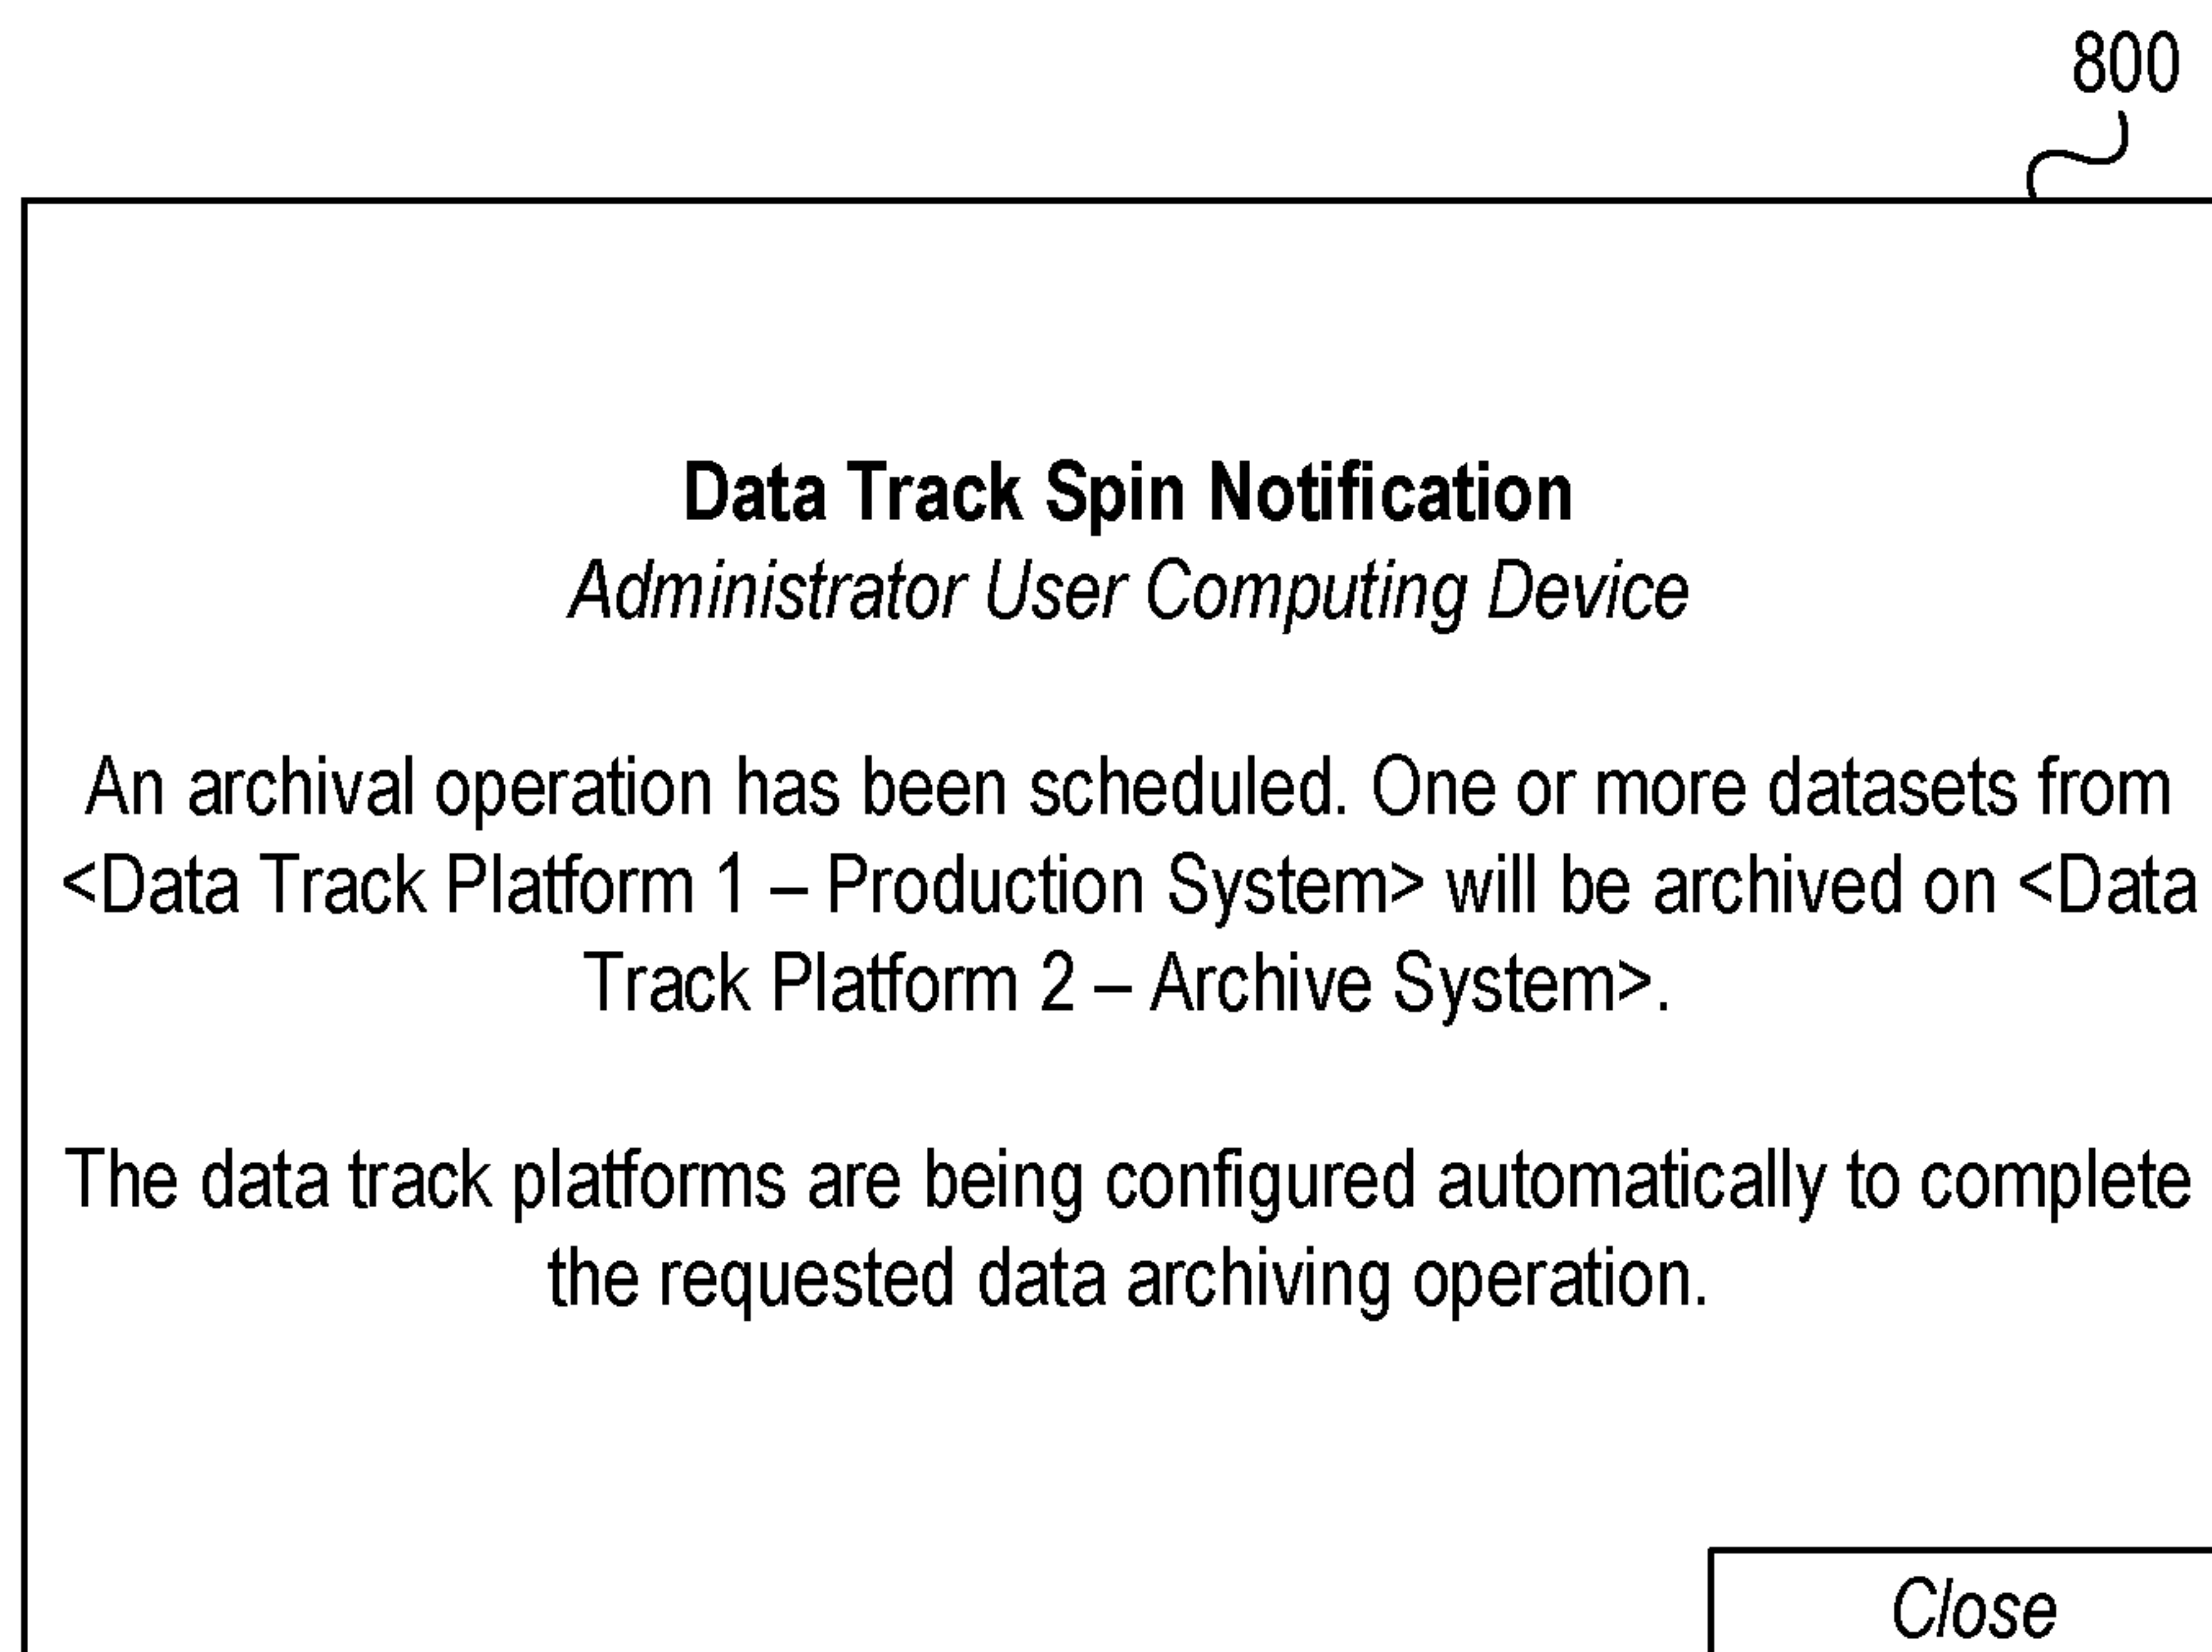 800
Data Track Spin Notification
Administrator User Computing Device
An archival operation has been scheduled. One or more datasets from
<Data Track Platform 1 – Production System> will be archived on <Data
Track Platform 2 – Archive System>.
The data track platforms are being configured automatically to complete
the requested data archiving operation.
Close